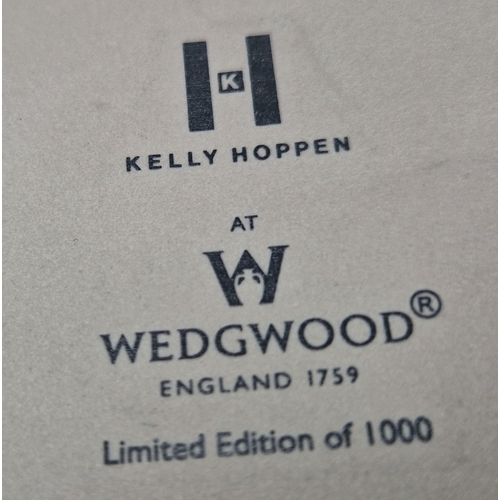 K
KELLY HOPPEN
AT
W
WEDGWOOD®
ENGLAND 1759
Limited Edition of 1000